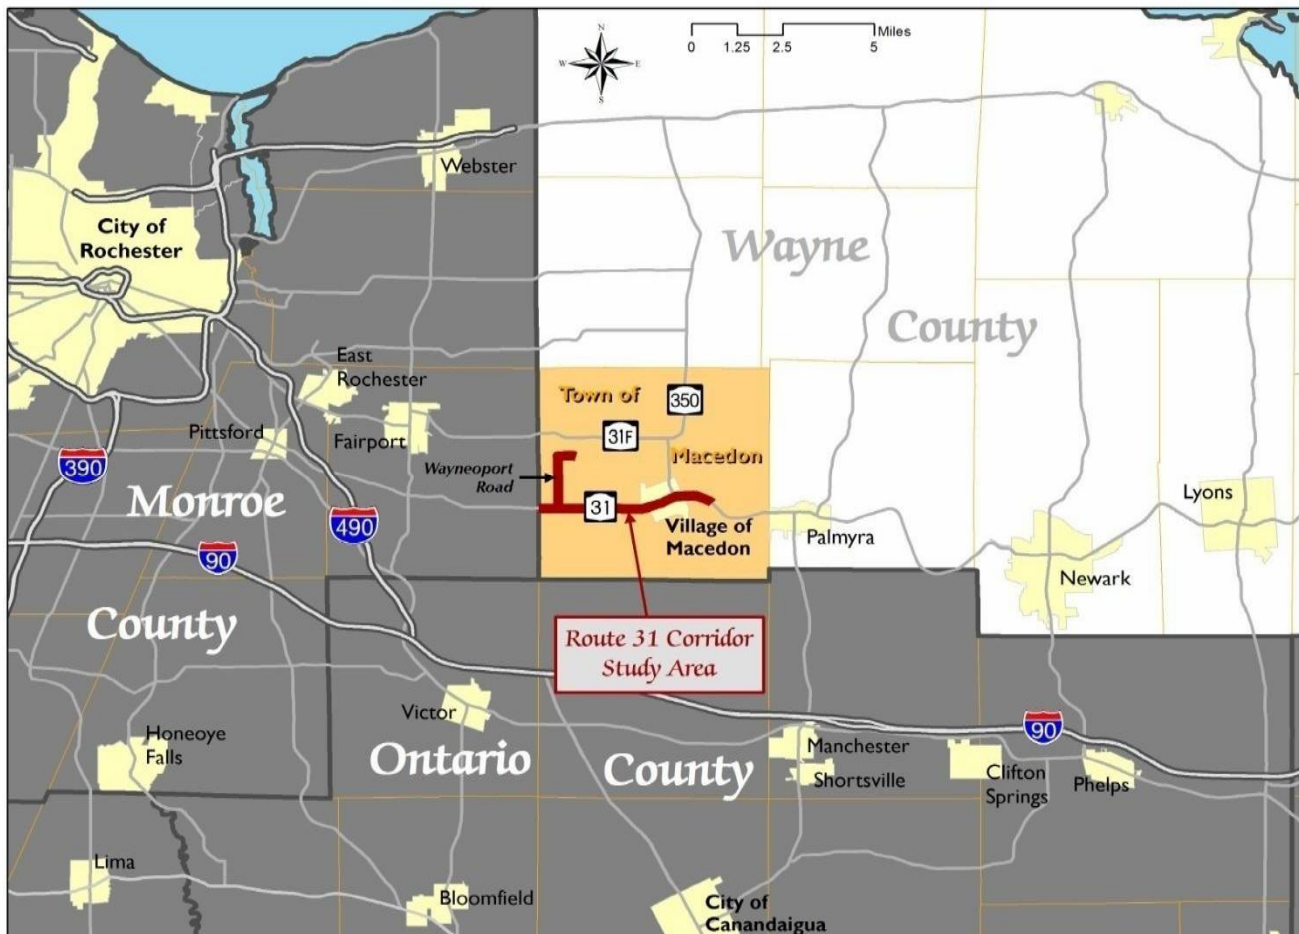 N
W E
S
Miles
0 1.25 2.5 5
Webster
City of
Rochester
Wayne
County
East
Rochester
Town of
350
31F
Pittsford
Fairport
Macedon
390
Wayneoport
Road
Monroe
31
490
Lyons
Village of
Macedon
Palmyra
90
Newark
County
Route 31 Corridor
Study Area
Victor
Honeoye
Falls
Ontario
County
90
Manchester
Shortsville
Clifton
Springs
Phelps
Lima
Bloomfield
City of
Canandaigua